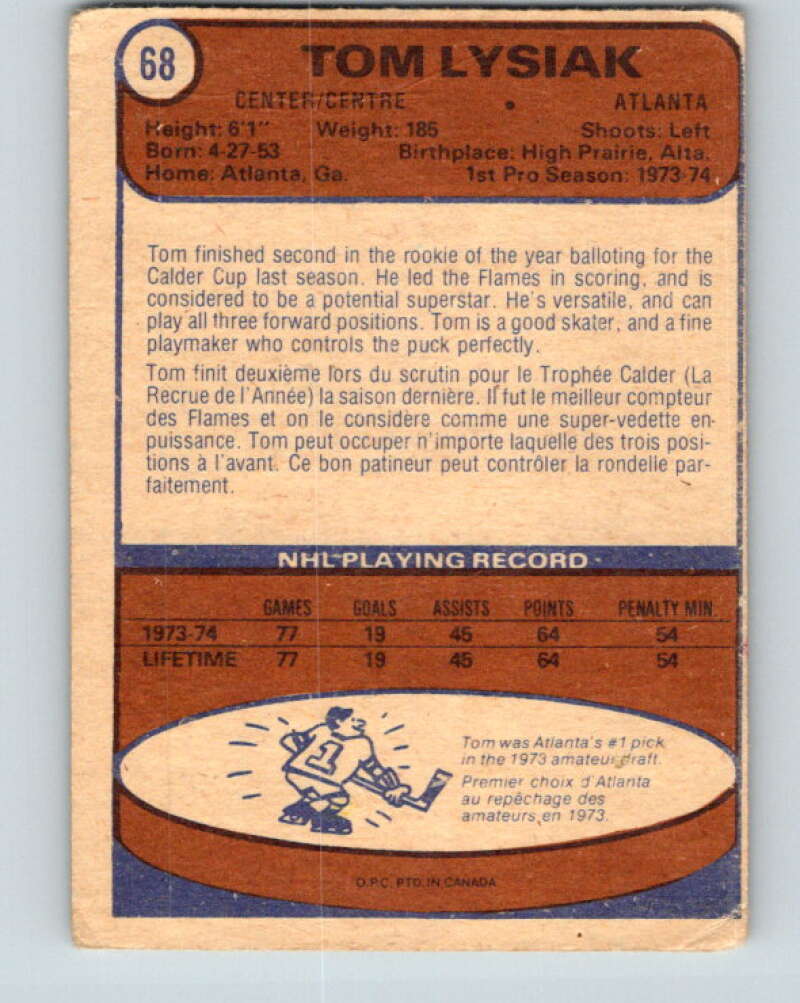 68
TOM LYSIAK
CENTER/CENTRE • ATLANTA
Height: 6'1" Weight: 185 Shoots: Left
Born: 4-27-53 Birthplace: High Prairie, Alta.
Home: Atlanta, Ga. 1st Pro Season: 1973-74
Tom finished second in the rookie of the year balloting for the
Calder Cup last season. He led the Flames in scoring, and is
considered to be a potential superstar. He's versatile, and can
play all three forward positions. Tom is a good skater, and a fine
playmaker who controls the puck perfectly.
Tom finit deuxième lors du scrutin pour le Trophée Calder (La
Recrue de l'Année) la saison dernière. Il fut le meilleur compteur
des Flames et on le considère comme une super-vedette en-
puissance. Tom peut occuper n'importe laquelle des trois posi-
tions à l'avant. Ce bon patineur peut contrôler la rondelle par-
faitement.
NHL PLAYING RECORD
GAMES GOALS ASSISTS POINTS PENALTY MIN.
1973-74 77 19 45 64 54
LIFETIME 77 19 45 64 54
1
Tom was Atlanta's #1 pick
in the 1973 amateur draft.
Premier choix d'Atlanta
au repêchage des
amateurs en 1973.
O.P.C. PTD. IN CANADA